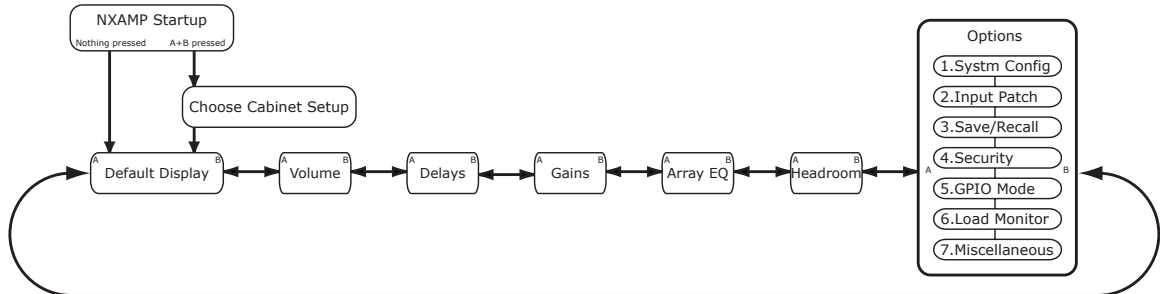 NXAMP Startup
Nothing pressed
A+B pressed
Choose Cabinet Setup
A
B
Default Display
A
B
Volume
A
B
Delays
A
B
Gains
A
B
Array EQ
A
B
Headroom
Options
1.Systm Config
2.Input Patch
3.Save/Recall
4.Security
A
B
5.GPIO Mode
6.Load Monitor
7.Miscellaneous